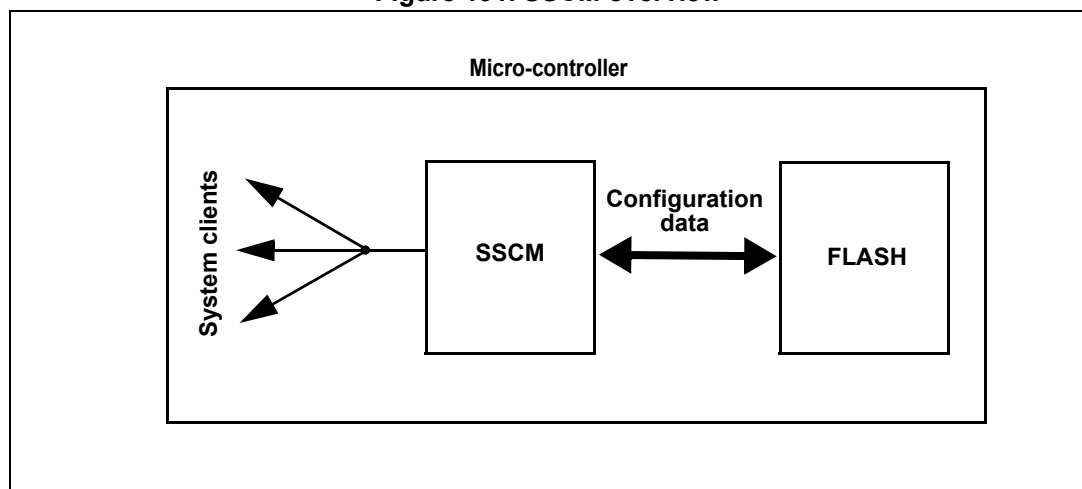 Micro-controller
System clients
SSCM
Configuration
data
FLASH